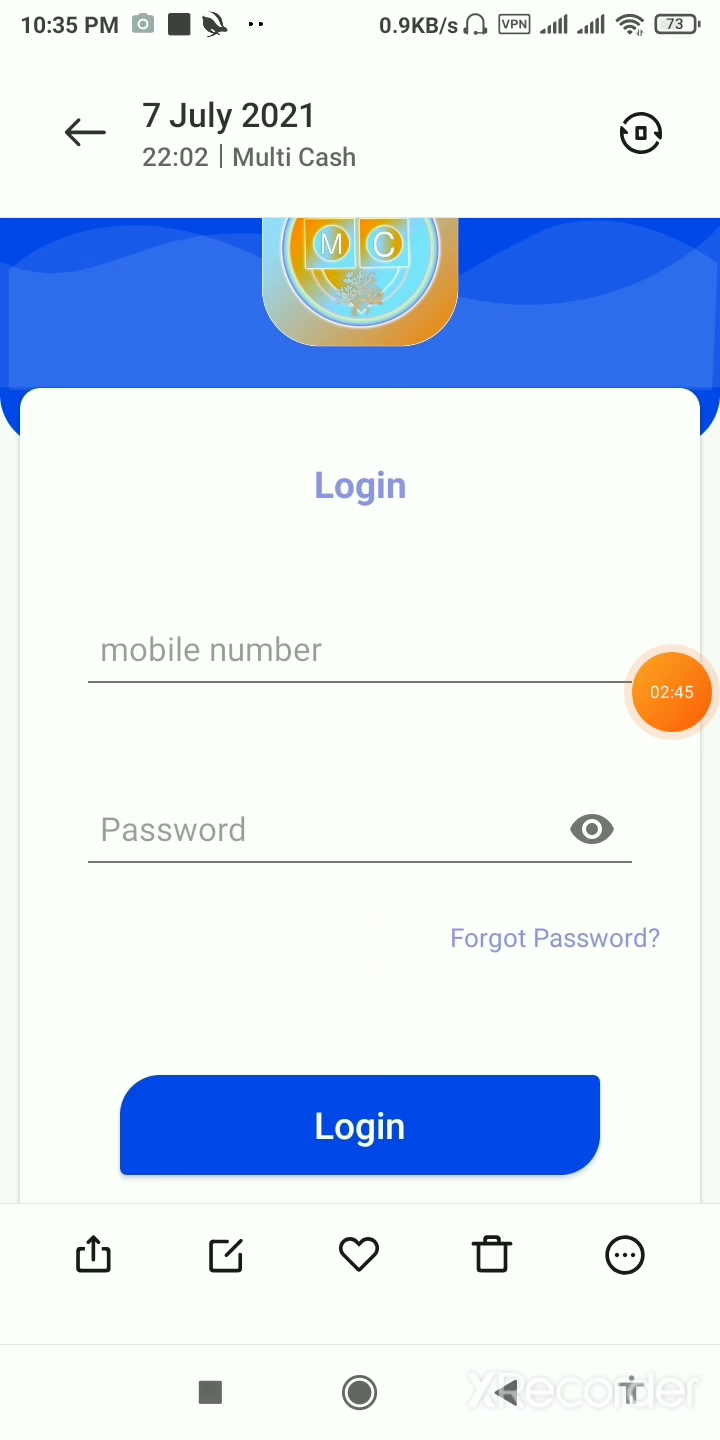 10:35 PM 0.9KB/s VPN 73
7 July 2021
22:02 | Multi Cash
M C
Login
mobile number
02:45
Password
Forgot Password?
Login
XRecorder